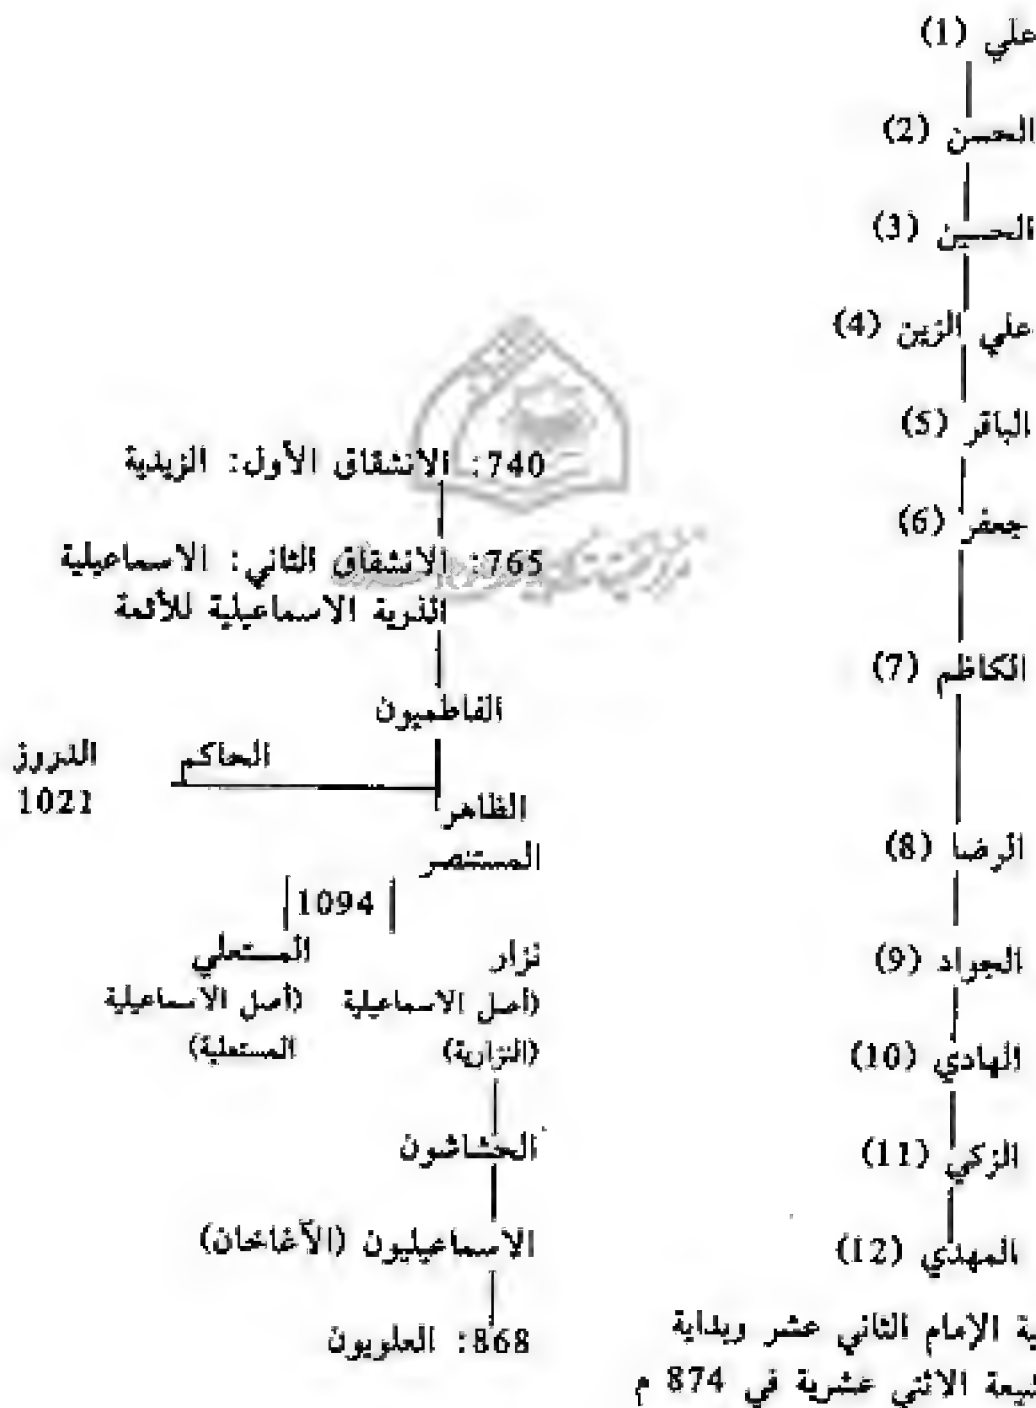 علي (1)
الحسن (2)
الحسين (3)
علي الزين (4)
الباقر (5)
جعفر (6)
الكاظم (7)
الرضا (8)
الجواد (9)
الهادي (10)
الزكي (11)
المهدي (12)
ية الإمام الثاني عشر وبداية
شيعة الاثني عشرية في 874 م
740: الانشقاق الأول: الزيدية
765: الانشقاق الثاني: الاسماعيلية
الذرية الاسماعيلية للأئمة
الفاطميون
الحاكم الدروز
1021
الظاهر
المستنصر
1094
نزار المستعلي
(أصل الاسماعيلية (أصل الاسماعيلية
(النزارية) المستعلية)
الحشاشون
الاسماعيليون (الآغاخان)
868: العلويون